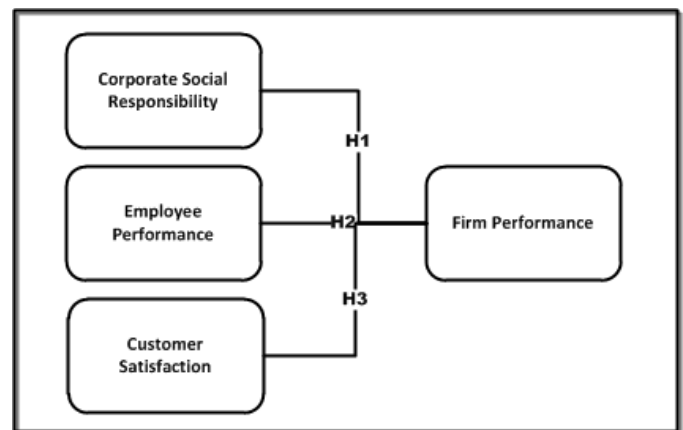 Corporate Social
Responsibility
H1
Employee
Performance
H2
Firm Performance
H3
Customer
Satisfaction